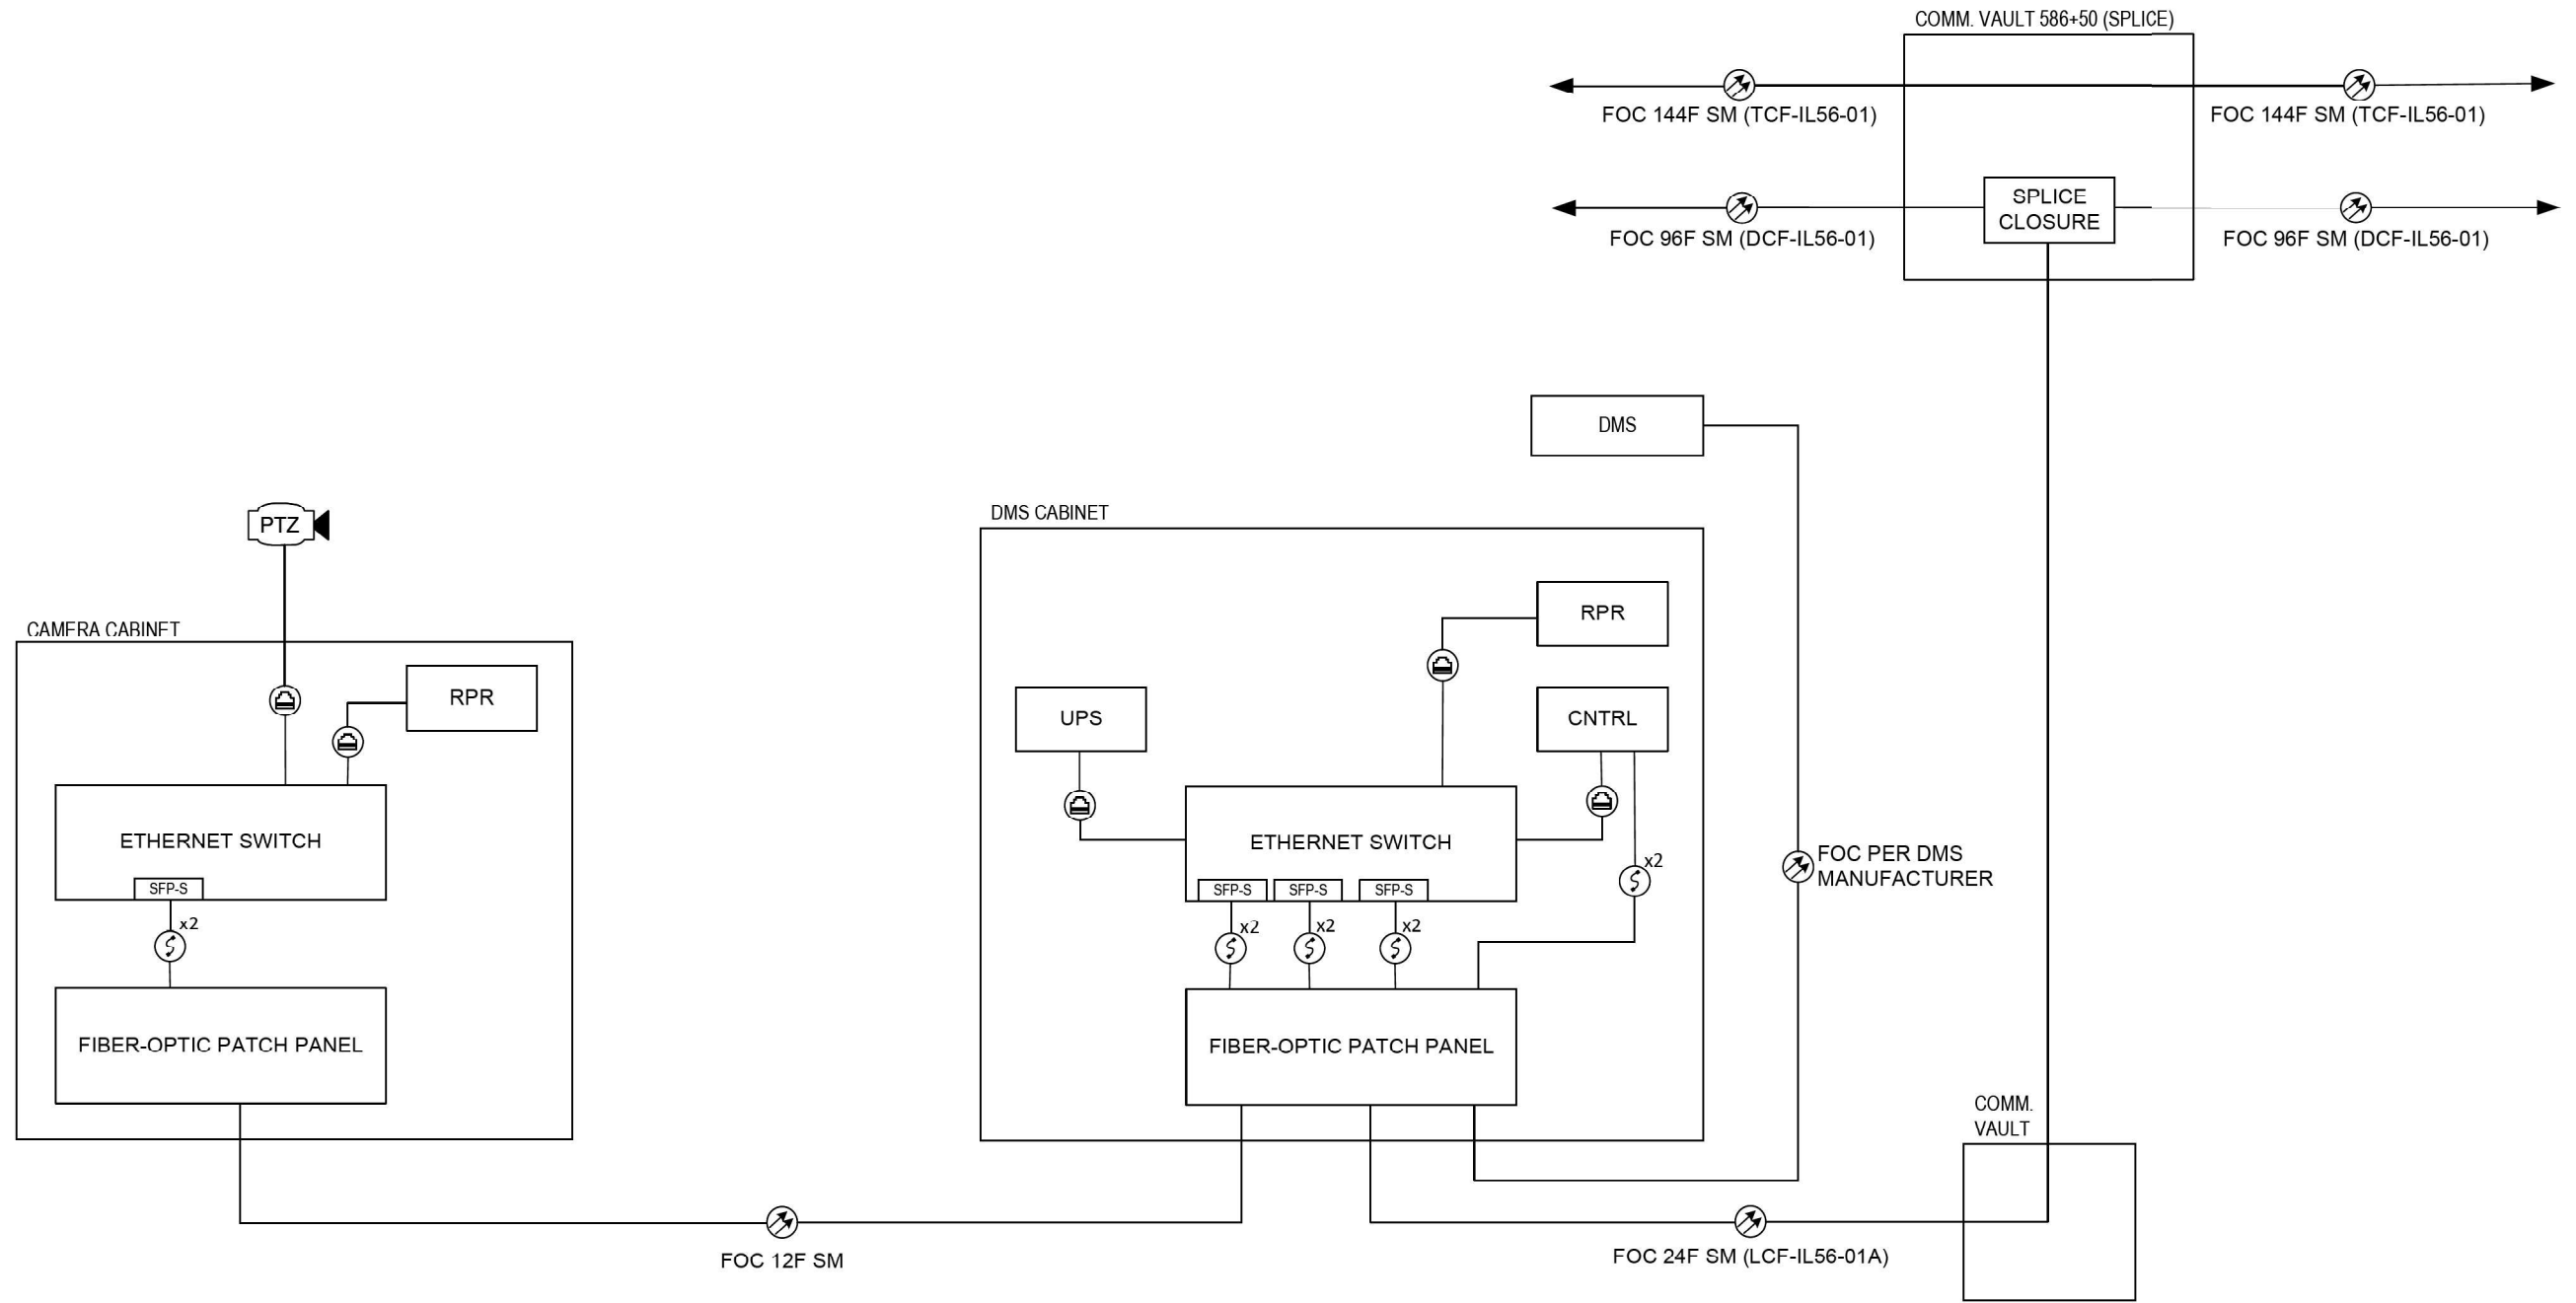 COMM. VAULT 586+50 (SPLICE)
FOC 144F SM (TCF-IL56-01)
FOC 144F SM (TCF-IL56-01)
SPLICE
CLOSURE
FOC 96F SM (DCF-IL56-01)
FOC 96F SM (DCF-IL56-01)
DMS
PTZ
DMS CABINET
CAMERA CABINET
RPR
RPR
UPS
CNTRL
ETHERNET SWITCH
SFP-S
x2
FIBER-OPTIC PATCH PANEL
ETHERNET SWITCH
SFP-S
SFP-S
SFP-S
x2
x2
x2
x2
FIBER-OPTIC PATCH PANEL
FOC PER DMS
MANUFACTURER
COMM.
VAULT
FOC 12F SM
FOC 24F SM (LCF-IL56-01A)